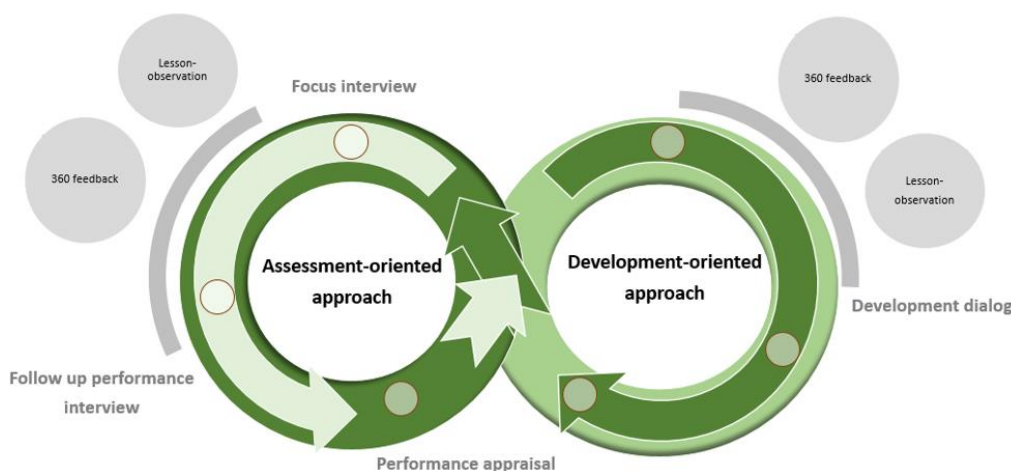 Lesson-
observation
360 feedback
Focus interview
360 feedback
Lesson-
observation
Assessment-oriented
approach
Development-oriented
approach
Development dialog
Follow up performance
interview
Performance appraisal